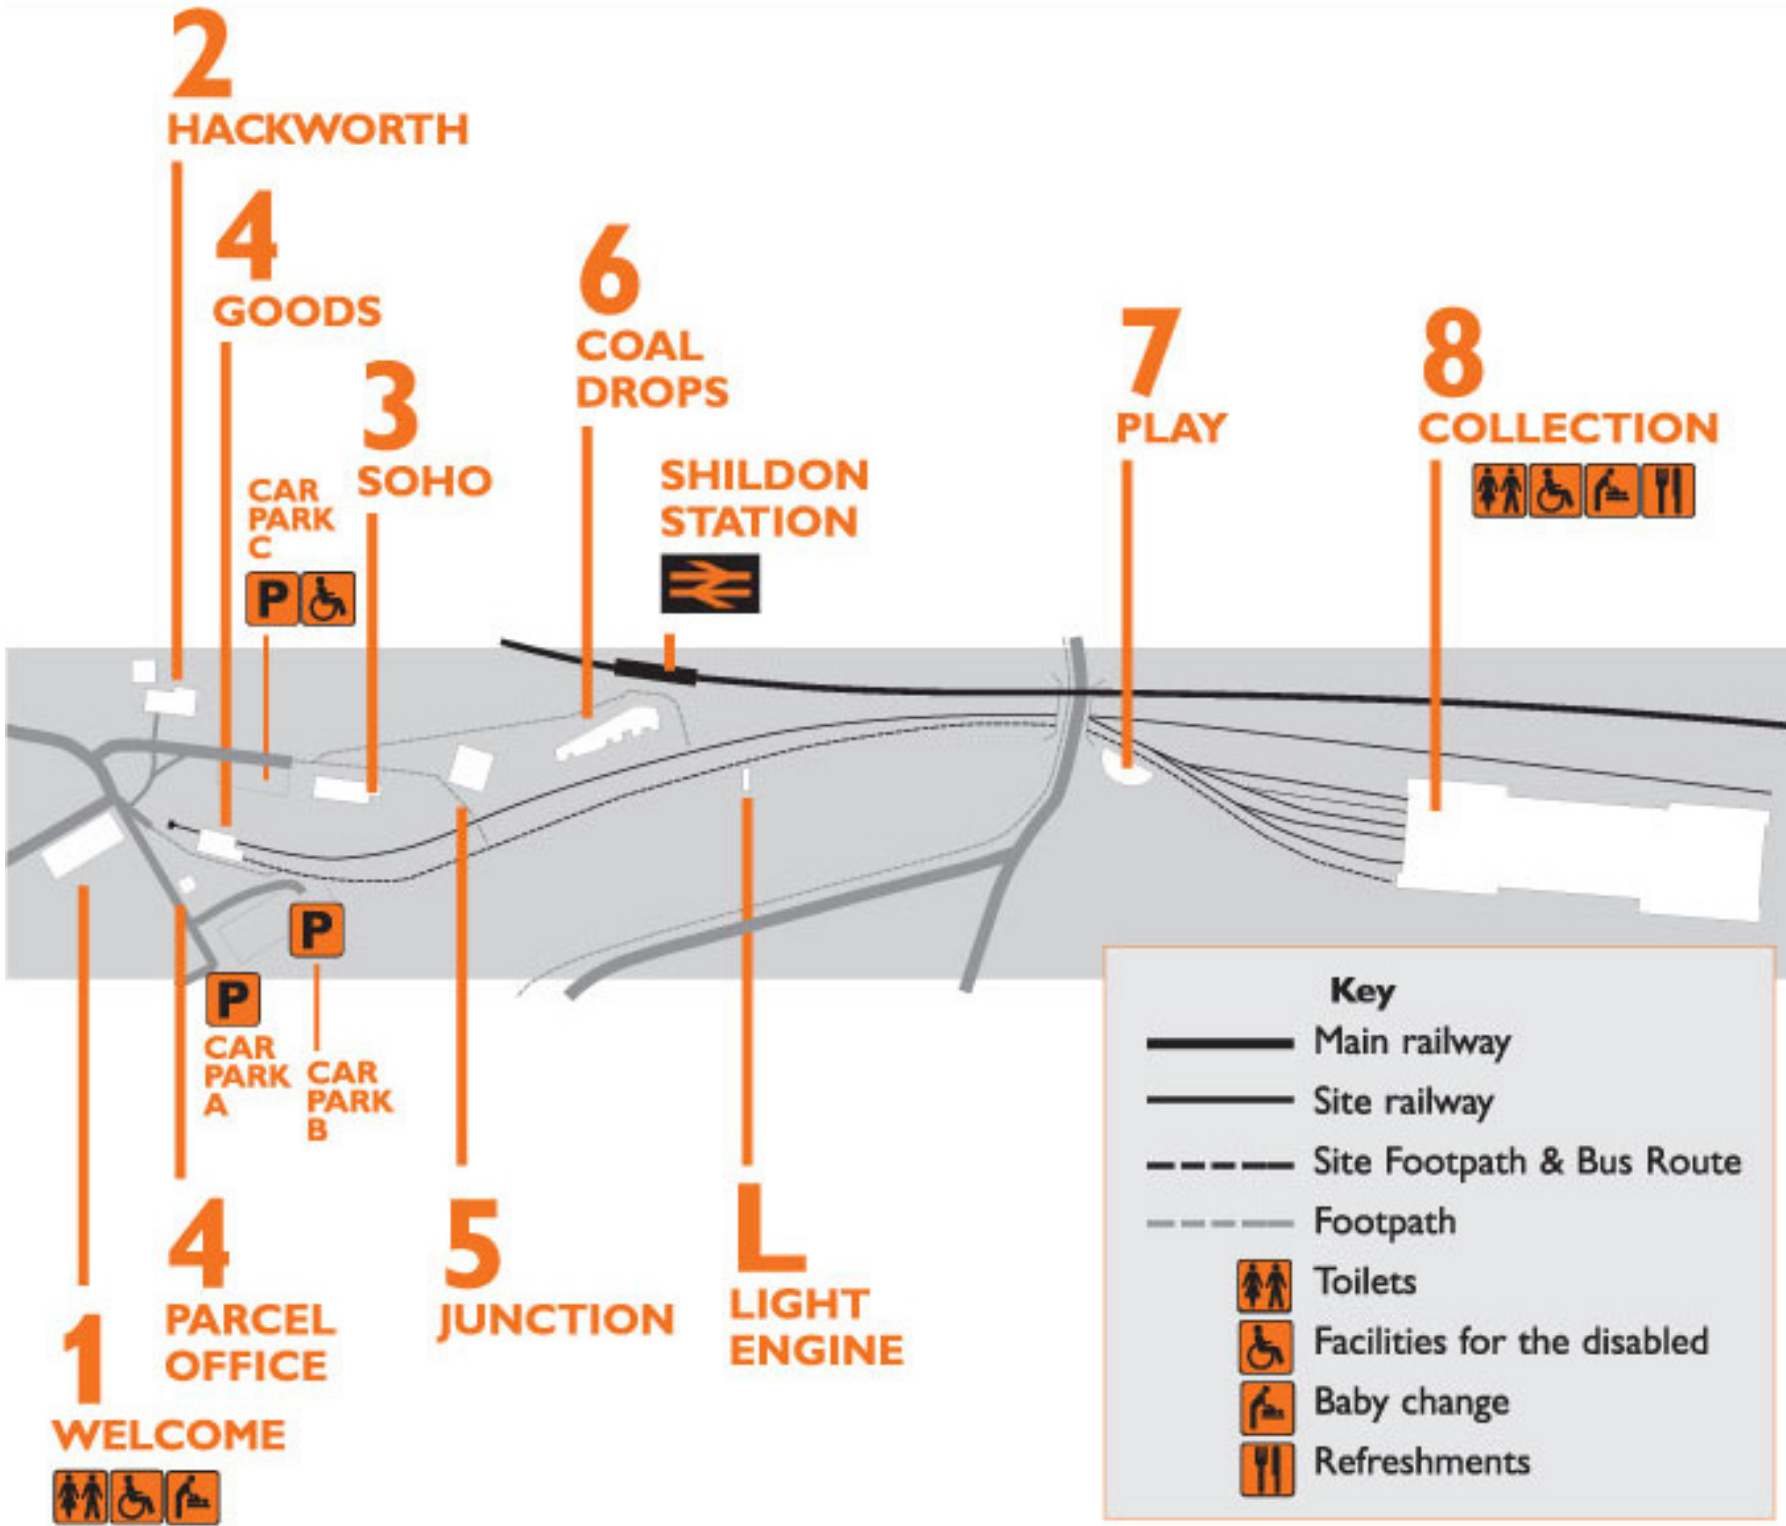 2
HACKWORTH
4
GOODS
3
SOHO
CAR
PARK
C
P
6
COAL
DROPS
SHILDON
STATION
7
PLAY
8
COLLECTION
P
P
CAR
PARK
A
CAR
PARK
B
1
WELCOME
4
PARCEL
OFFICE
5
JUNCTION
L
LIGHT
ENGINE
Key
Main railway
Site railway
Site Footpath & Bus Route
Footpath
Toilets
Facilities for the disabled
Baby change
Refreshments